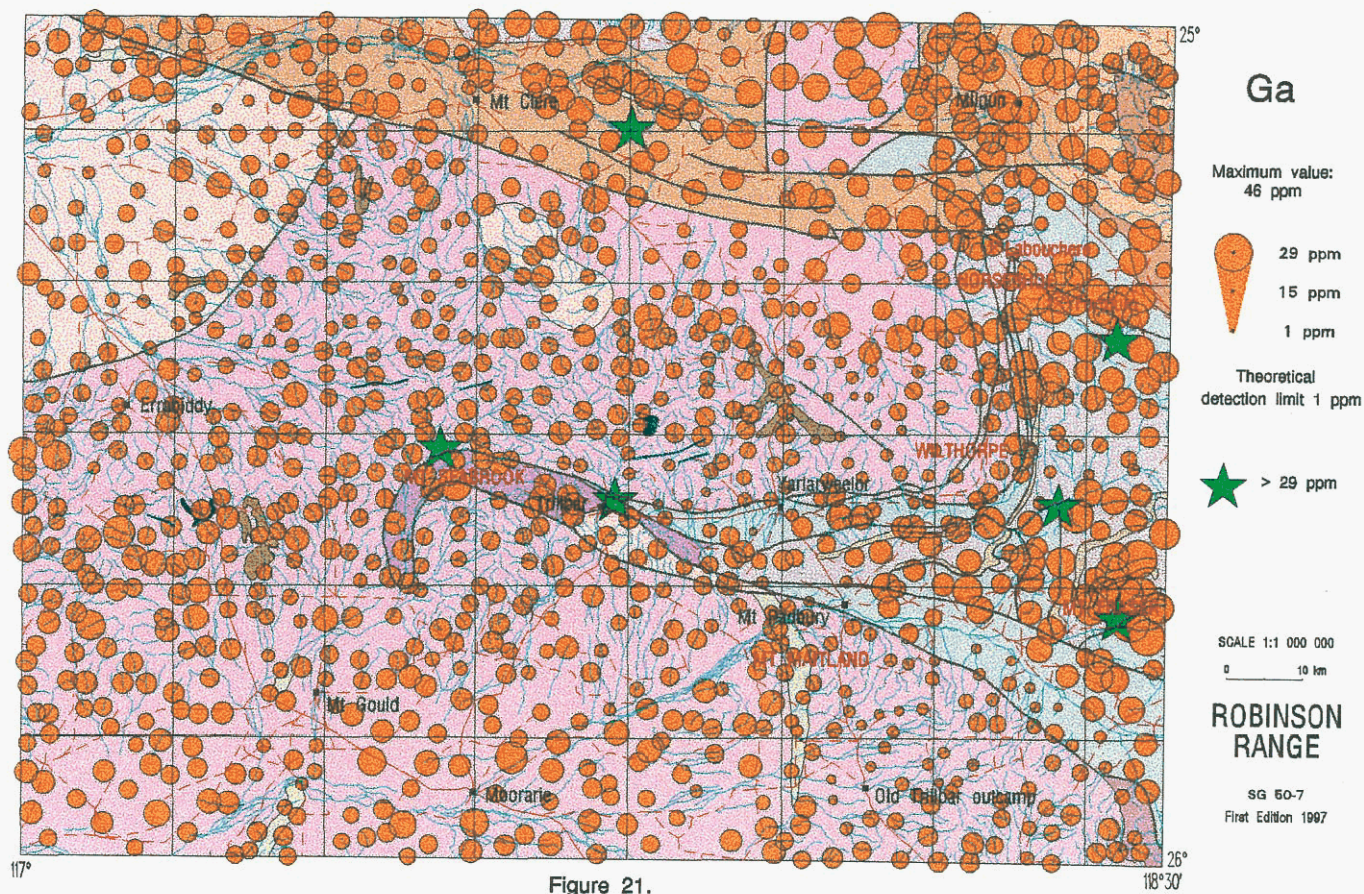 25°
Mt Clere
Milgun
Labouchere
Errabiddy
WILTHORPE
Yarlarweelor
Mt Padbury
MT MAITLAND
Mt Gould
Moorarie
Old Thilbar outcamp
117°
26°
118°30'
Figure 21.
Ga
Maximum value:
46 ppm
29 ppm
15 ppm
1 ppm
Theoretical
detection limit 1 ppm
> 29 ppm
SCALE 1:1 000 000
0 10 km
ROBINSON
RANGE
SG 50-7
First Edition 1997